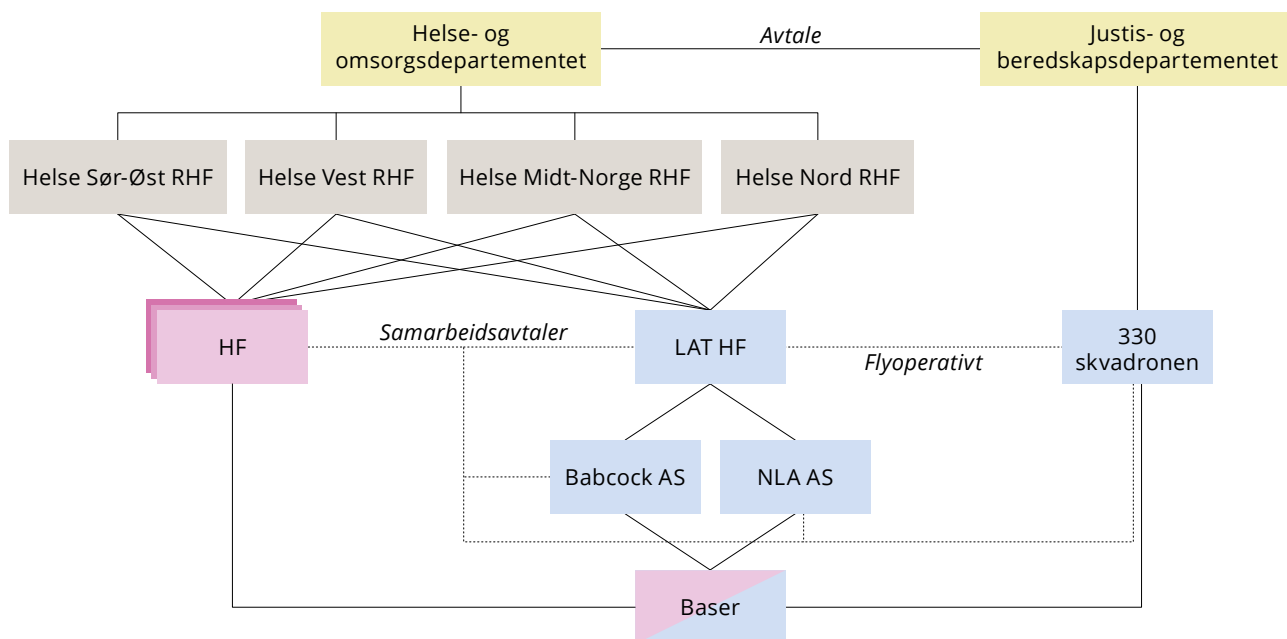 Helse- og
omsorgsdepartementet
Avtale
Justis- og
beredskapsdepartementet
Helse Sør-Øst RHF
Helse Vest RHF
Helse Midt-Norge RHF
Helse Nord RHF
HF
Samarbeidsavtaler
LAT HF
Flyoperativt
330
skvadronen
Babcock AS
NLA AS
Baser